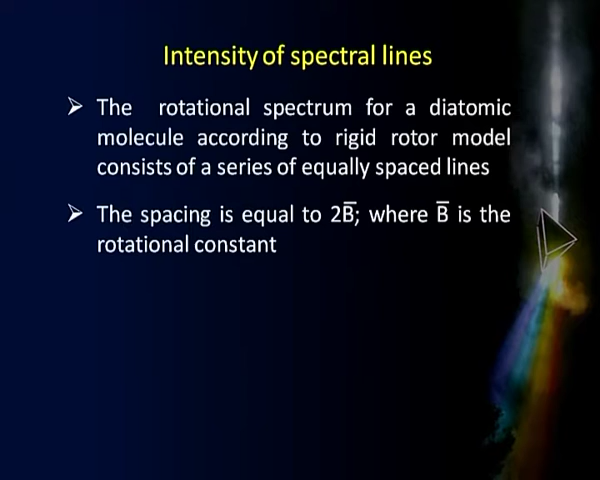 Intensity of spectral lines
➢ The rotational spectrum for a diatomic
molecule according to rigid rotor model
consists of a series of equally spaced lines
➢ The spacing is equal to 2B̅; where B̅ is the
rotational constant